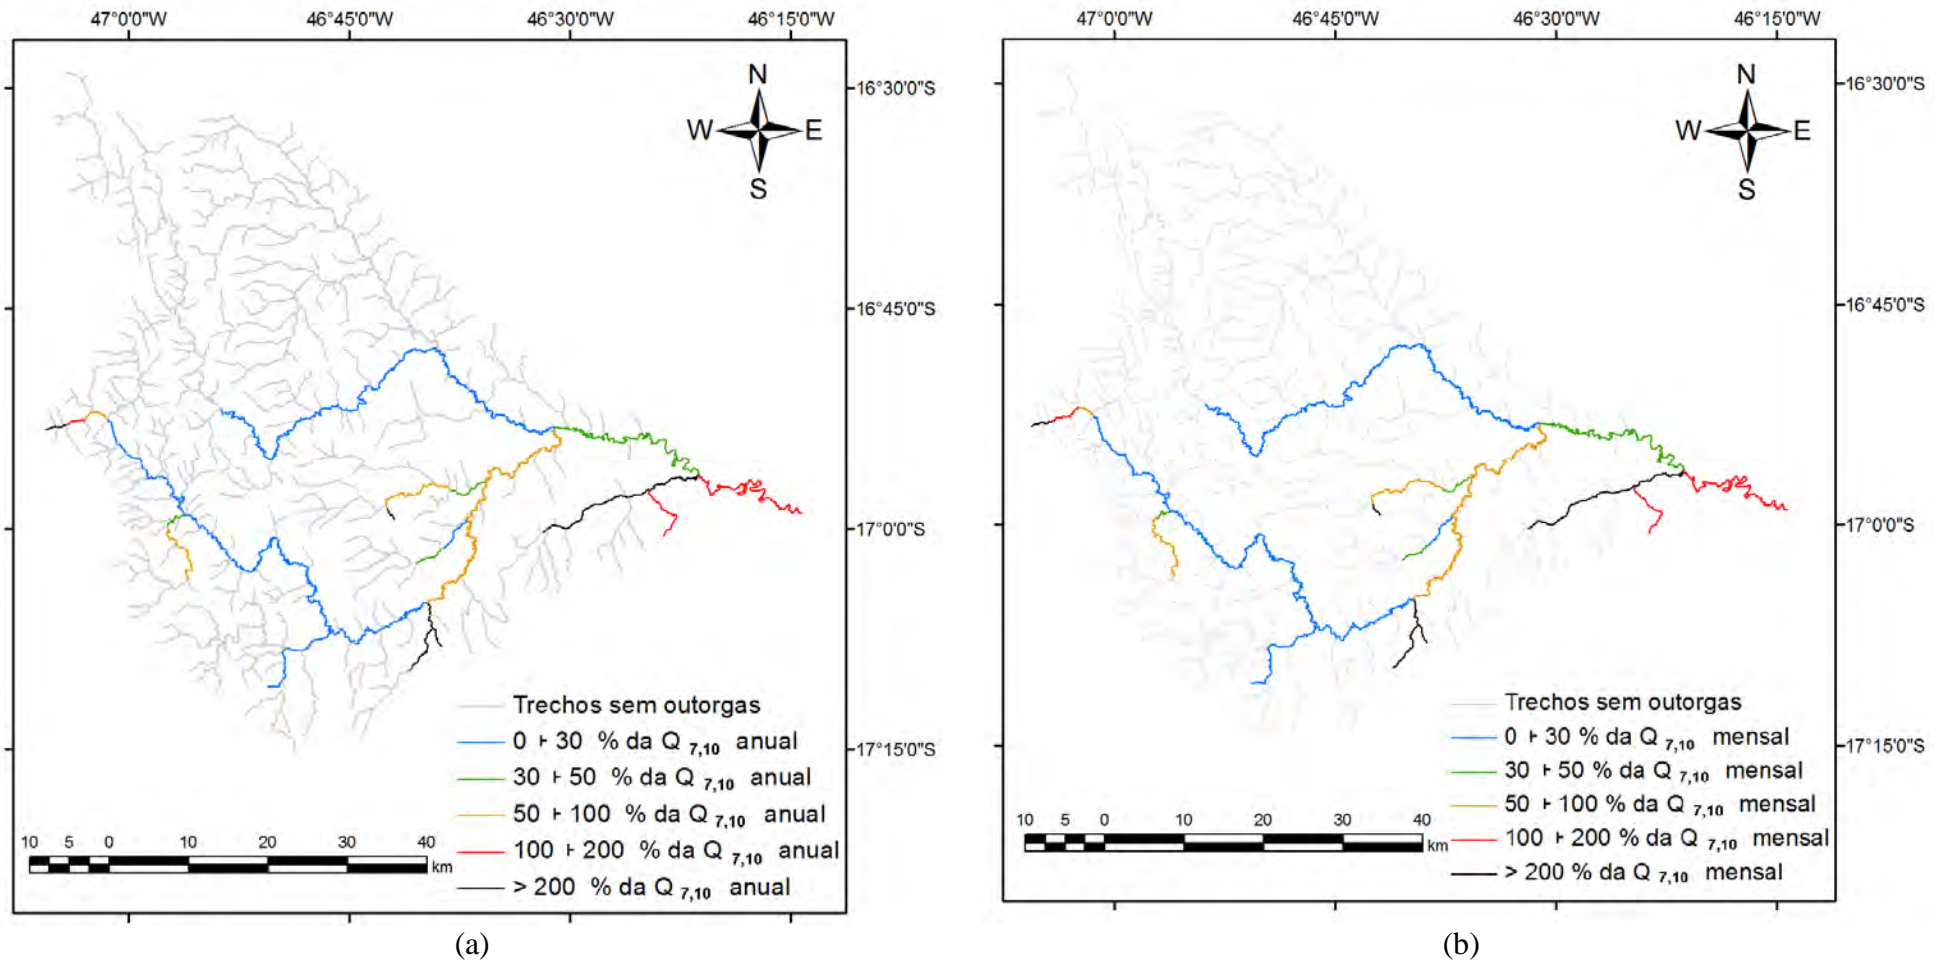 47°0'0"W 46°45'0"W 46°30'0"W 46°15'0"W
N
W E
S
16°30'0"S
16°45'0"S
17°0'0"S
17°15'0"S
Trechos sem outorgas
0 ⊦ 30 % da Q 7,10 anual
30 ⊦ 50 % da Q 7,10 anual
50 ⊦ 100 % da Q 7,10 anual
100 ⊦ 200 % da Q 7,10 anual
> 200 % da Q 7,10 anual
10 5 0 10 20 30 40
km
(a)
47°0'0"W 46°45'0"W 46°30'0"W 46°15'0"W
N
W E
S
16°30'0"S
16°45'0"S
17°0'0"S
17°15'0"S
Trechos sem outorgas
0 ⊦ 30 % da Q 7,10 mensal
30 ⊦ 50 % da Q 7,10 mensal
50 ⊦ 100 % da Q 7,10 mensal
100 ⊦ 200 % da Q 7,10 mensal
> 200 % da Q 7,10 mensal
10 5 0 10 20 30 40
km
(b)